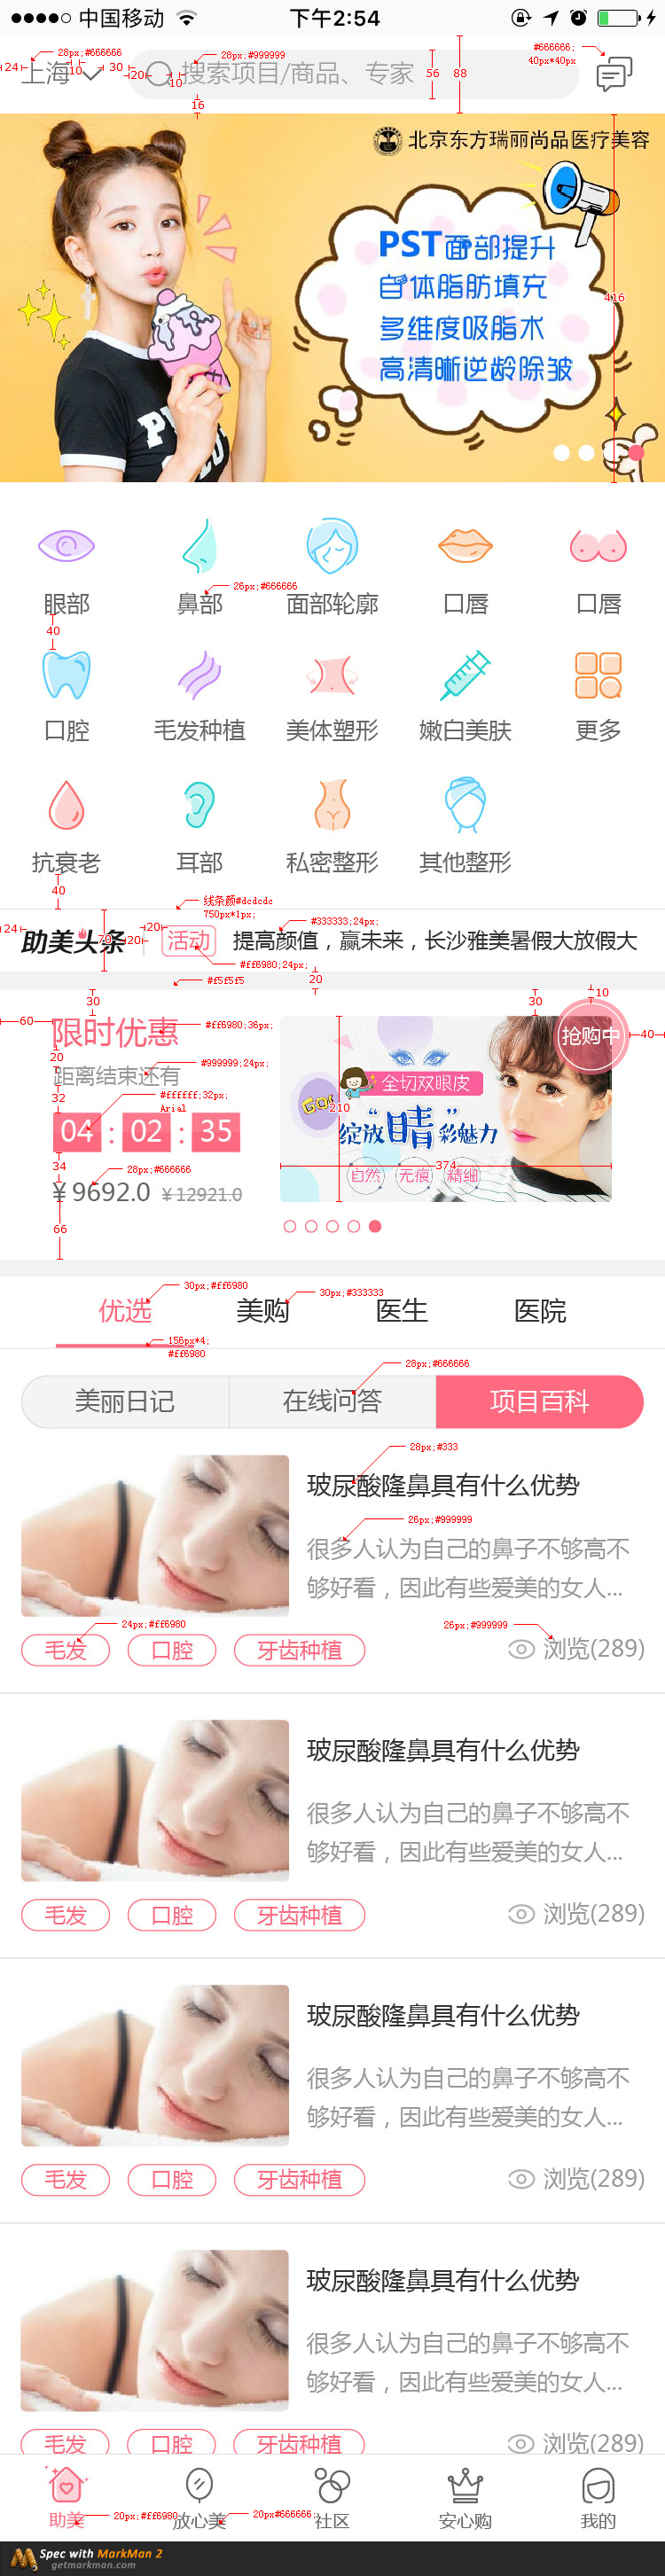 中国移动 下午2:54
28px;#666666 28px;#999999 #666666; 40px*40px
24 上海 10 30 20 10 搜索项目/商品、专家 56 88
16
北京东方瑞丽尚品医疗美容
PST面部提升
自体脂肪填充
416
多维度吸脂术
高清晰逆龄除皱
26px;#666666
眼部 鼻部 面部轮廓 口唇 口唇
40
口腔 毛发种植 美体塑形 嫩白美肤 更多
抗衰老 耳部 私密整形 其他整形
40
线条颜#dcdcdc
750px*1px;
#333333;24px;
24 助美头条 70 20 20 活动 提高颜值，赢未来，长沙雅美暑假大放假大
#ff6980;24px;
#f5f5f5
20
30 30 10
60 限时优惠 #ff6980;36px; 抢购中 40
20
#999999;24px;
距离结束还有
32
#ffffff;32px;
Arial
04 : 02 : 35
34
28px;#666666
¥ 9692.0 ¥ 12921.0
66
GO!
全切双眼皮
210
绽放“睛”彩魅力
374
自然 无痕 精细
30px;#ff6980 30px;#333333
优选 美购 医生 医院
156px*4;
#ff6980
28px;#666666
美丽日记 在线问答 项目百科
28px;#333
玻尿酸隆鼻具有什么优势
26px;#999999
很多人认为自己的鼻子不够高不
够好看，因此有些爱美的女人...
24px;#ff6980 26px;#999999
毛发 口腔 牙齿种植 浏览(289)
玻尿酸隆鼻具有什么优势
很多人认为自己的鼻子不够高不
够好看，因此有些爱美的女人...
毛发 口腔 牙齿种植 浏览(289)
玻尿酸隆鼻具有什么优势
很多人认为自己的鼻子不够高不
够好看，因此有些爱美的女人...
毛发 口腔 牙齿种植 浏览(289)
玻尿酸隆鼻具有什么优势
很多人认为自己的鼻子不够高不
够好看，因此有些爱美的女人...
毛发 口腔 牙齿种植 浏览(289)
助美 放心美 社区 安心购 我的
20px;#ff6980 20px#666666;
Spec with MarkMan 2
getmarkman.com